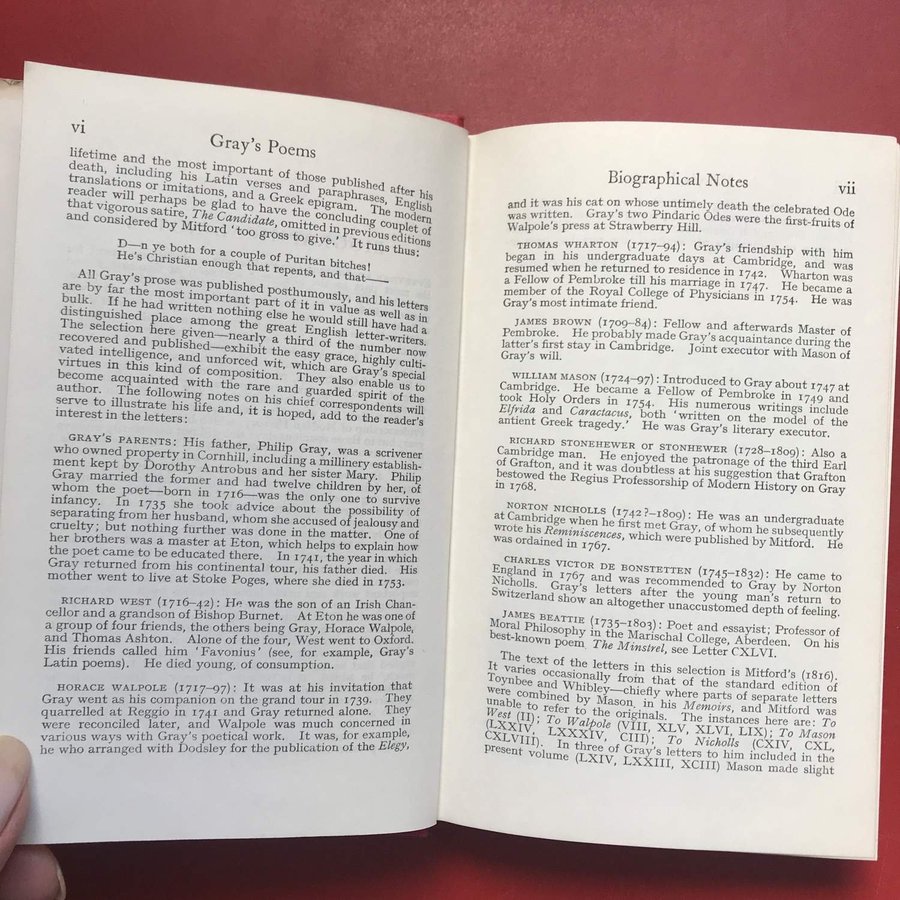 vi
Gray's Poems
lifetime and the most important of those published after his
death, including his Latin verses and paraphrases, English
translations or imitations, and a Greek epigram. The modern
reader will perhaps be glad to have the concluding couplet of
that vigorous satire, The Candidate, omitted in previous editions
and considered by Mitford 'too gross to give.' It runs thus:
D—n ye both for a couple of Puritan bitches!
He's Christian enough that repents, and that——
All Gray's prose was published posthumously, and his letters
are by far the most important part of it in value as well as in
bulk. If he had written nothing else he would still have had a
distinguished place among the great English letter-writers.
The selection here given—nearly a third of the number now
recovered and published—exhibit the easy grace, highly culti-
vated intelligence, and unforced wit, which are Gray's special
virtues in this kind of composition. They also enable us to
become acquainted with the rare and guarded spirit of the
author. The following notes on his chief correspondents will
serve to illustrate his life and, it is hoped, add to the reader's
interest in the letters:
GRAY'S PARENTS: His father, Philip Gray, was a scrivener
who owned property in Cornhill, including a millinery establish-
ment kept by Dorothy Antrobus and her sister Mary. Philip
Gray married the former and had twelve children by her, of
whom the poet—born in 1716—was the only one to survive
infancy. In 1735 she took advice about the possibility of
separating from her husband, whom she accused of jealousy and
cruelty; but nothing further was done in the matter. One of
her brothers was a master at Eton, which helps to explain how
the poet came to be educated there. In 1741, the year in which
Gray returned from his continental tour, his father died. His
mother went to live at Stoke Poges, where she died in 1753.
RICHARD WEST (1716-42): He was the son of an Irish Chan-
cellor and a grandson of Bishop Burnet. At Eton he was one of
a group of four friends, the others being Gray, Horace Walpole,
and Thomas Ashton. Alone of the four, West went to Oxford.
His friends called him 'Favonius' (see, for example, Gray's
Latin poems). He died young, of consumption.
HORACE WALPOLE (1717-97): It was at his invitation that
Gray went as his companion on the grand tour in 1739. They
quarrelled at Reggio in 1741 and Gray returned alone. They
were reconciled later, and Walpole was much concerned in
various ways with Gray's poetical work. It was, for example,
he who arranged with Dodsley for the publication of the Elegy,
Biographical Notes
vii
and it was his cat on whose untimely death the celebrated Ode
was written. Gray's two Pindaric Odes were the first-fruits of
Walpole's press at Strawberry Hill.
THOMAS WHARTON (1717-94): Gray's friendship with him
began in his undergraduate days at Cambridge, and was
resumed when he returned to residence in 1742. Wharton was
a Fellow of Pembroke till his marriage in 1747. He became a
member of the Royal College of Physicians in 1754. He was
Gray's most intimate friend.
JAMES BROWN (1709-84): Fellow and afterwards Master of
Pembroke. He probably made Gray's acquaintance during the
latter's first stay in Cambridge. Joint executor with Mason of
Gray's will.
WILLIAM MASON (1724-97): Introduced to Gray about 1747 at
Cambridge. He became a Fellow of Pembroke in 1749 and
took Holy Orders in 1754. His numerous writings include
Elfrida and Caractacus, both 'written on the model of the
antient Greek tragedy.' He was Gray's literary executor.
RICHARD STONEHEWER OR STONHEWER (1728-1809): Also a
Cambridge man. He enjoyed the patronage of the third Earl
of Grafton, and it was doubtless at his suggestion that Grafton
bestowed the Regius Professorship of Modern History on Gray
in 1768.
NORTON NICHOLLS (1742?-1809): He was an undergraduate
at Cambridge when he first met Gray, of whom he subsequently
wrote his Reminiscences, which were published by Mitford. He
was ordained in 1767.
CHARLES VICTOR DE BONSTETTEN (1745-1832): He came to
England in 1767 and was recommended to Gray by Norton
Nicholls. Gray's letters after the young man's return to
Switzerland show an altogether unaccustomed depth of feeling.
JAMES BEATTIE (1735-1803): Poet and essayist; Professor of
Moral Philosophy in the Marischal College, Aberdeen. On his
best-known poem The Minstrel, see Letter CXLVI.
The text of the letters in this selection is Mitford's (1816).
It varies occasionally from that of the standard edition of
Toynbee and Whibley—chiefly where parts of separate letters
were combined by Mason, in his Memoirs, and Mitford was
unable to refer to the originals. The instances here are: To
West (II); To Walpole (VIII, XLV, XLVI, LIX); To Mason
(LXXIV, LXXXIV, CIII); To Nicholls (CXIV, CXL,
CXLVIII). In three of Gray's letters to him included in the
present volume (LXIV, LXXIII, XCIII) Mason made slight